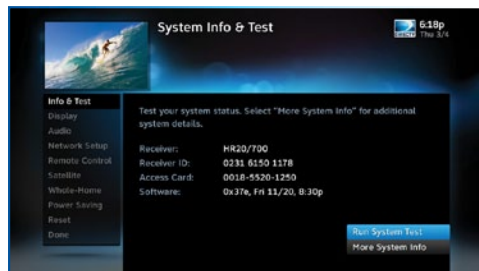 System Info & Test
DIRECTV
6:18p
Thu 3/4
Info & Test
Display
Audio
Network Setup
Remote Control
Satellite
Whole-Home
Power Saving
Reset
Done
Test your system status. Select "More System Info" for additional
system details.
Receiver: HR20/700
Receiver ID: 0231 6150 1178
Access Card: 0018-5520-1250
Software: 0x37e, Fri 11/20, 8:30p
Run System Test
More System Info